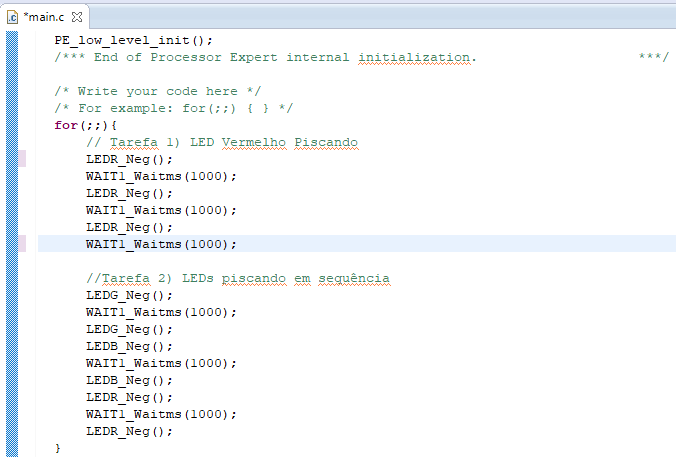 *main.c
PE_low_level_init();
/*** End of Processor Expert internal initialization. ***/
/* Write your code here */
/* For example: for(;;) { } */
for(;;){
// Tarefa 1) LED Vermelho Piscando
LEDR_Neg();
WAIT1_Waitms(1000);
LEDR_Neg();
WAIT1_Waitms(1000);
LEDR_Neg();
WAIT1_Waitms(1000);
//Tarefa 2) LEDs piscando em sequência
LEDG_Neg();
WAIT1_Waitms(1000);
LEDG_Neg();
LEDB_Neg();
WAIT1_Waitms(1000);
LEDB_Neg();
LEDR_Neg();
WAIT1_Waitms(1000);
LEDR_Neg();
}